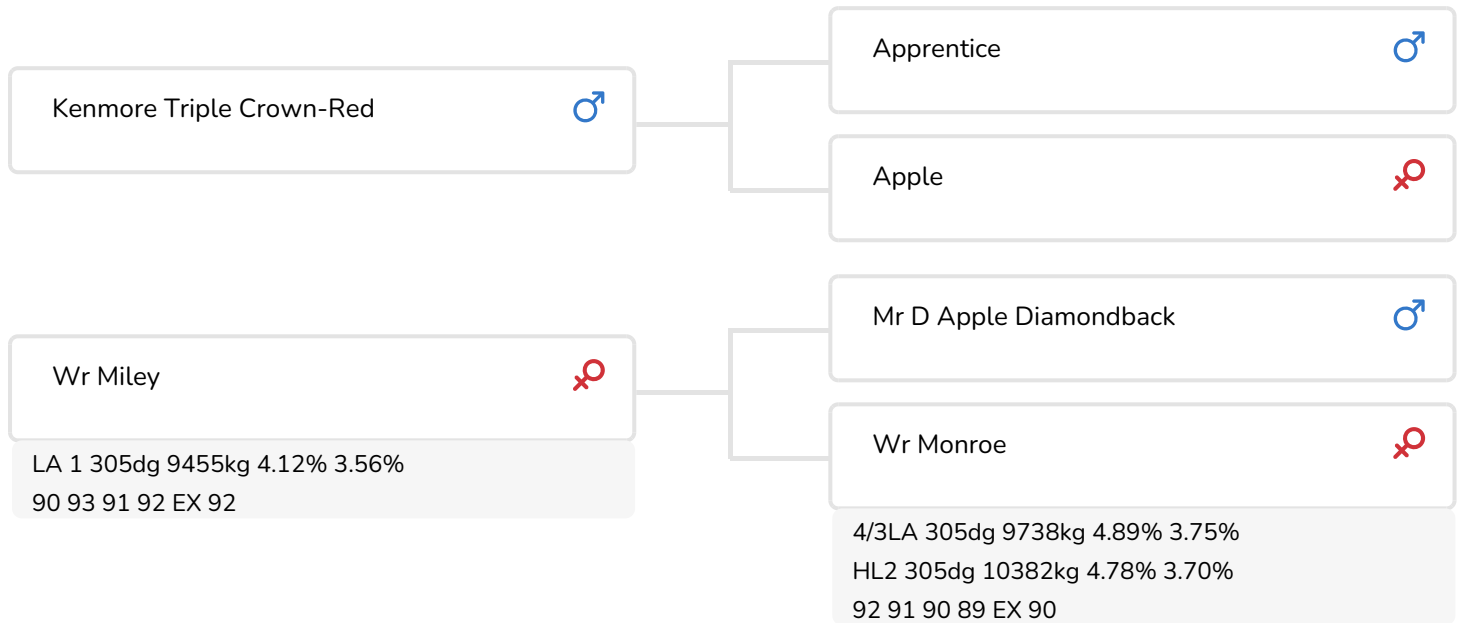 Kenmore Triple Crown-Red
Apprentice
Apple
Wr Miley
LA 1 305dg 9455kg 4.12% 3.56%
90 93 91 92 EX 92
Mr D Apple Diamondback
Wr Monroe
4/3LA 305dg 9738kg 4.89% 3.75%
HL2 305dg 10382kg 4.78% 3.70%
92 91 90 89 EX 90